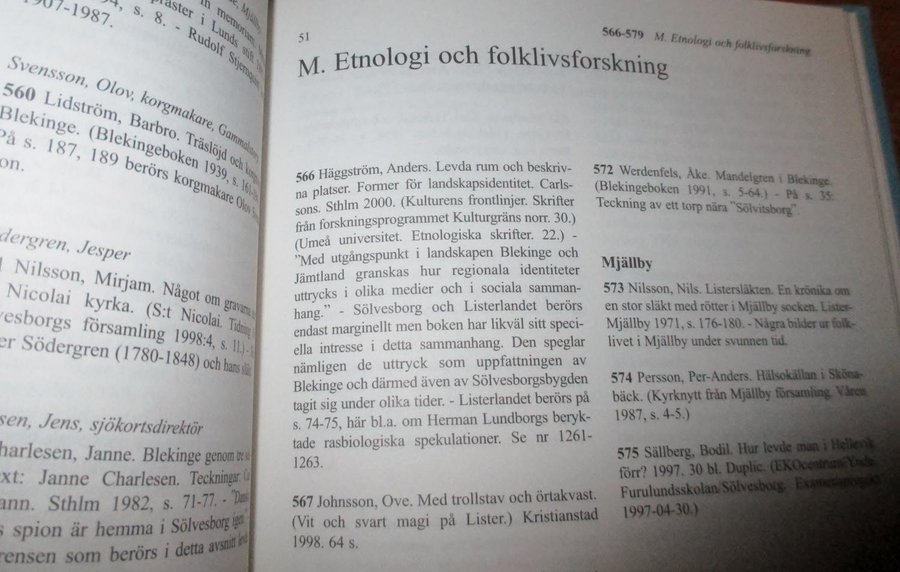 1907-1987.
s. 8. - Rudolf
Svensson, Olov, korgmakare,
560 Lidström, Barbro. Träslöjd och
Blekinge. (Blekingeboken 1939, s.
På s. 187, 189 berörs korgmakare Olov
dergren, Jesper
Nilsson, Mirjam. Något om gravarna
Nicolai kyrka. (S:t Nicolai. Tidning
vesborgs församling 1998:4, s. 11.) -
er Södergren (1780-1848) och hans
sen, Jens, sjökortsdirektör
harlesen, Janne. Blekinge genom tre
ext: Janne Charlesen. Teckningar:
ann. Sthlm 1982, s. 71-77. -
s spion är hemma i Sölvesborg igen"
rensen som berörs i detta avsnitt
51
566-579 M. Etnologi och folklivsforskning
M. Etnologi och folklivsforskning
566 Häggström, Anders. Levda rum och beskriv-
na platser. Former för landskapsidentitet. Carls-
sons. Sthlm 2000. (Kulturens frontlinjer. Skrifter
från forskningsprogrammet Kulturgräns norr. 30.)
(Umeå universitet. Etnologiska skrifter. 22.) -
"Med utgångspunkt i landskapen Blekinge och
Jämtland granskas hur regionala identiteter
uttrycks i olika medier och i sociala samman-
hang." - Sölvesborg och Listerlandet berörs
endast marginellt men boken har likväl sitt speci-
ella intresse i detta sammanhang. Den speglar
nämligen de uttryck som uppfattningen av
Blekinge och därmed även av Sölvesborgsbygden
tagit sig under olika tider. - Listerlandet berörs på
s. 74-75, här bl.a. om Herman Lundborgs beryk-
tade rasbiologiska spekulationer. Se nr 1261-
1263.
567 Johnsson, Ove. Med trollstav och örtakvast.
(Vit och svart magi på Lister.) Kristianstad
1998. 64 s.
572 Werdenfels, Åke. Mandelgren i Blekinge.
(Blekingeboken 1991, s. 5-64.) - På s. 35:
Teckning av ett torp nära "Sölvitsborg".
Mjällby
573 Nilsson, Nils. Listersläkten. En krönika om
en stor släkt med rötter i Mjällby socken. Lister-
Mjällby 1971, s. 176-180. - Några bilder ur folk-
livet i Mjällby under svunnen tid.
574 Persson, Per-Anders. Hälsokällan i Sköna-
bäck. (Kyrknytt från Mjällby församling. Våren
1987, s. 4-5.)
575 Sällberg, Bodil. Hur levde man i Hellevik
förr? 1997. 30 bl. Duplic. (EKOcentrum/Ynde-
Furulundsskolan/Sölvesborg. Examensprojekt
1997-04-30.)